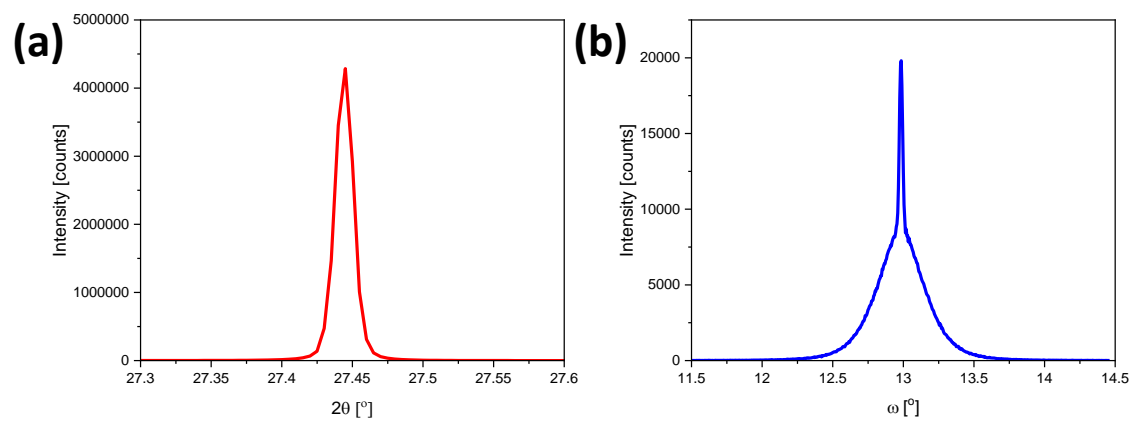 (a)
Intensity [counts]
5000000
4000000
3000000
2000000
1000000
0
27.3 27.35 27.4 27.45 27.5 27.55 27.6
2θ [°]
(b)
Intensity [counts]
20000
15000
10000
5000
0
11.5 12 12.5 13 13.5 14 14.5
ω [°]